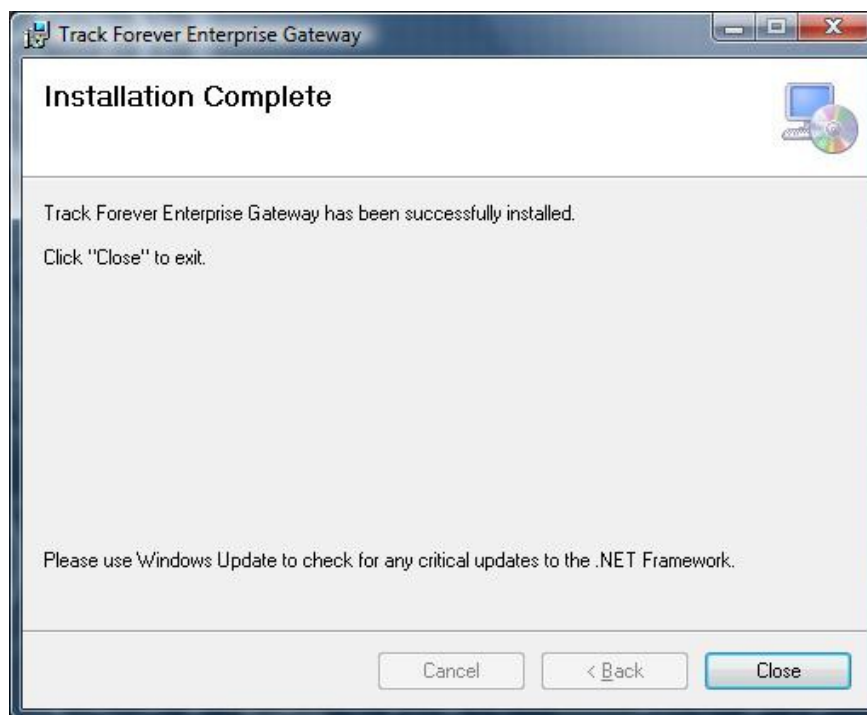 Track Forever Enterprise Gateway
Installation Complete
Track Forever Enterprise Gateway has been successfully installed.
Click "Close" to exit.
Please use Windows Update to check for any critical updates to the .NET Framework.
Cancel
< Back
Close